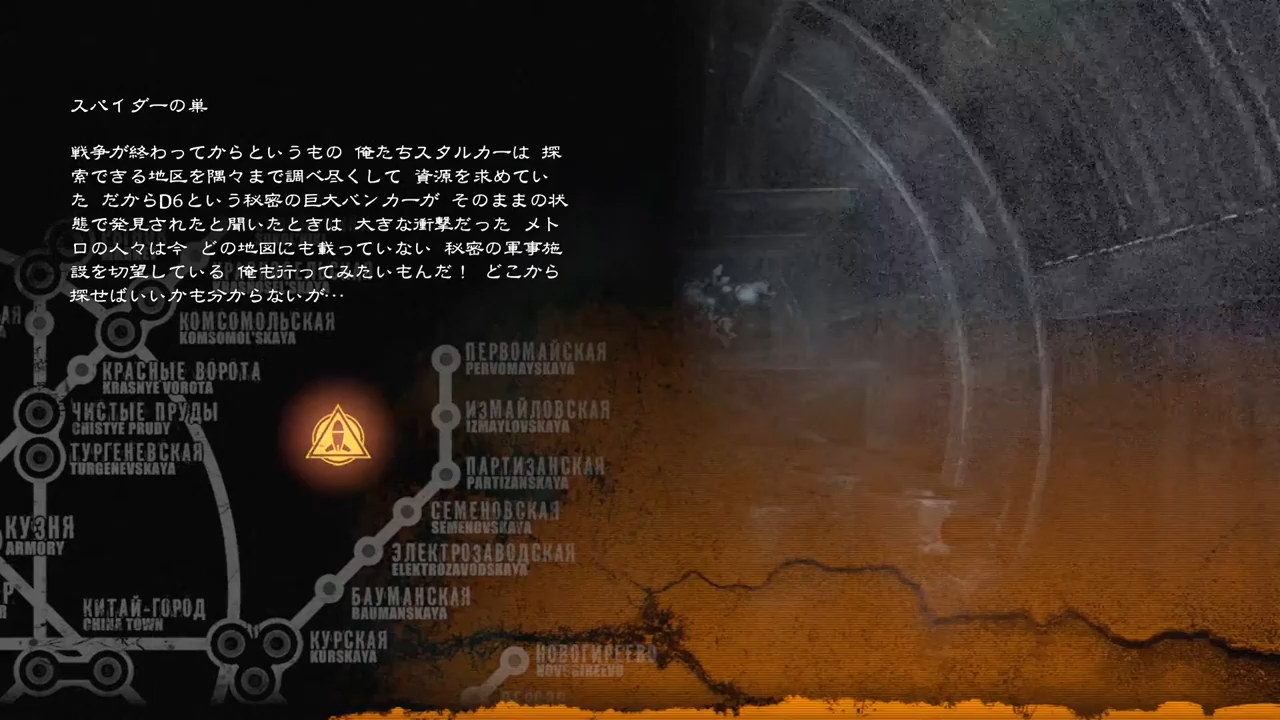 スパイダーの巣
戦争が終わってからというもの 俺たちスタルカーは 探
索できる地区を隅々まで調べ尽くして 資源を求めてい
た だからD6という秘密の巨大バンカーが そのままの状
態で発見されたと聞いたときは 大きな衝撃だった メト
ロの人々は今 どの地図にも載っていない 秘密の軍事施
設を切望している 俺も行ってみたいもんだ! どこから
探せばいいかも分からないが…
КОМСОМОЛЬСКАЯ
KOMSOMOL'SKAYA
КРАСНЫЕ ВОРОТА
KRASNYE VOROTA
ЧИСТЫЕ ПРУДЫ
CHISTYE PRUDY
ТУРГЕНЕВСКАЯ
TURGENEVSKAYA
КУЗНЯ
ARMORY
КИТАЙ-ГОРОД
CHINA TOWN
ПЕРВОМАЙСКАЯ
PERVOMAYSKAYA
ИЗМАЙЛОВСКАЯ
IZMAYLOVSKAYA
ПАРТИЗАНСКАЯ
PARTIZANSKAYA
СЕМЕНОВСКАЯ
SEMENOVSKAYA
ЭЛЕКТРОЗАВОДСКАЯ
ELEKTROZAVODSKAYA
БАУМАНСКАЯ
BAUMANSKAYA
КУРСКАЯ
KURSKAYA
НОВОГИРЕЕВО
NOVOGIREEVO